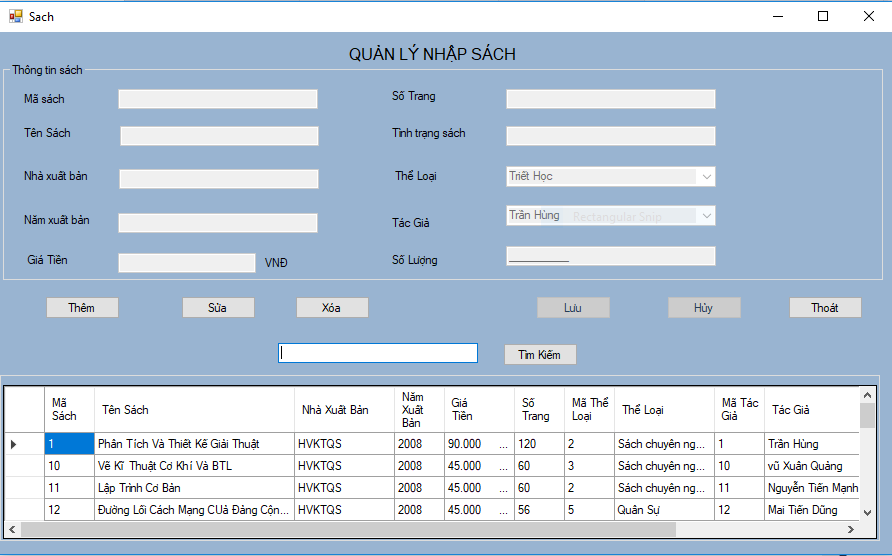 Sach
QUẢN LÝ NHẬP SÁCH
Thông tin sách
Mã sách
Số Trang
Tên Sách
Tình trạng sách
Nhà xuất bản
Thể Loại
Triết Học
Năm xuất bản
Tác Giả
Trần Hùng
Rectangular Snip
Giá Tiền
VNĐ
Số Lượng
Thêm Sửa Xóa Lưu Hủy Thoát
Tìm Kiếm
Mã Sách Tên Sách Nhà Xuất Bản Năm Xuất Bản Giá Tiền Số Trang Mã Thể Loại Thể Loại Mã Tác Giả Tác Giả
1 Phân Tích Và Thiết Kế Giải Thuật HVKTQS 2008 90.000 ... 120 2 Sách chuyên ng... 1 Trần Hùng
10 Vẽ Kĩ Thuật Cơ Khí Và BTL HVKTQS 2008 45.000 ... 60 3 Sách chuyên ng... 10 vũ Xuân Quảng
11 Lập Trình Cơ Bản HVKTQS 2008 45.000 ... 60 2 Sách chuyên ng... 11 Nguyễn Tiến Mạnh
12 Đường Lối Cách Mạng CUả Đảng Cộn... HVKTQS 2008 45.000 ... 56 5 Quân Sự 12 Mai Tiến Dũng